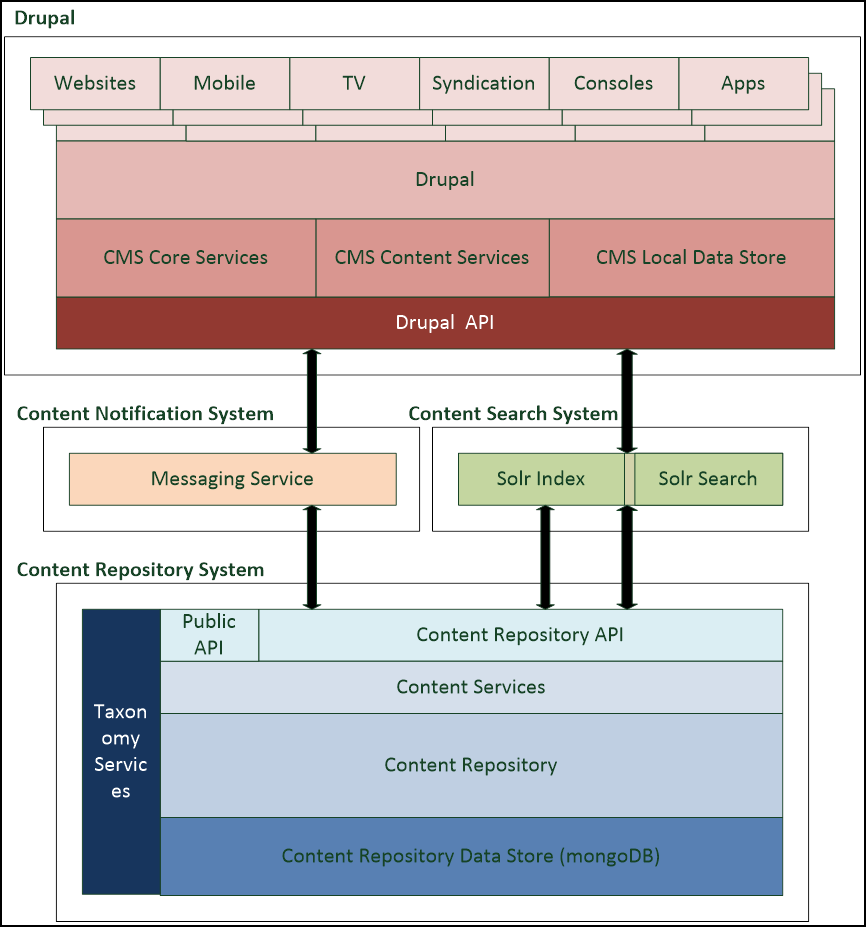 Drupal
Websites Mobile TV Syndication Consoles Apps
Drupal
CMS Core Services CMS Content Services CMS Local Data Store
Drupal API
Content Notification System Content Search System
Messaging Service Solr Index Solr Search
Content Repository System
Public
API
Content Repository API
Content Services
Taxon
omy
Servic
es
Content Repository
Content Repository Data Store (mongoDB)